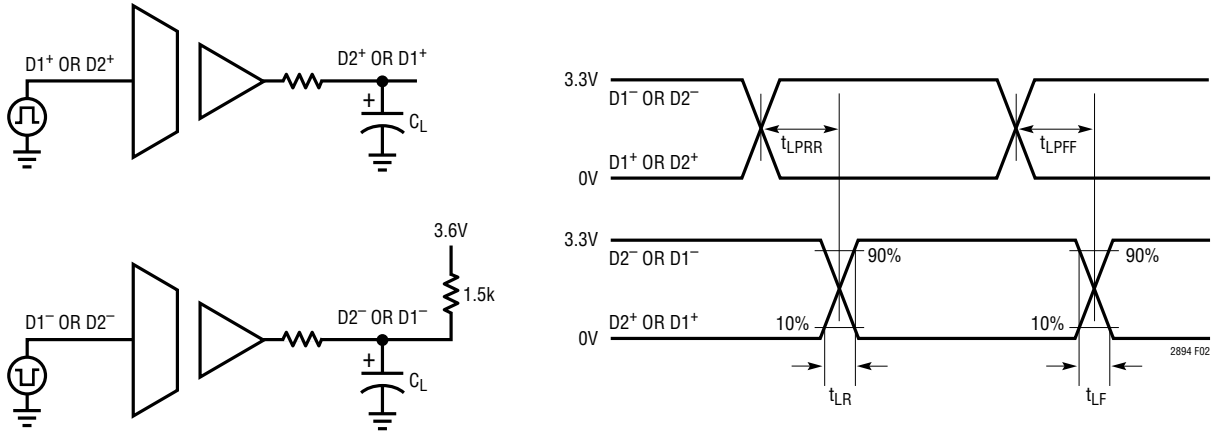 D1⁺ OR D2⁺
D2⁺ OR D1⁺
+
C_L
3.6V
1.5k
D1⁻ OR D2⁻
D2⁻ OR D1⁻
+
C_L
3.3V
D1⁻ OR D2⁻
t_LPRR
t_LPFF
D1⁺ OR D2⁺
0V
3.3V
D2⁻ OR D1⁻
90%
90%
D2⁺ OR D1⁺
10%
10%
0V
2894 F02
t_LR
t_LF